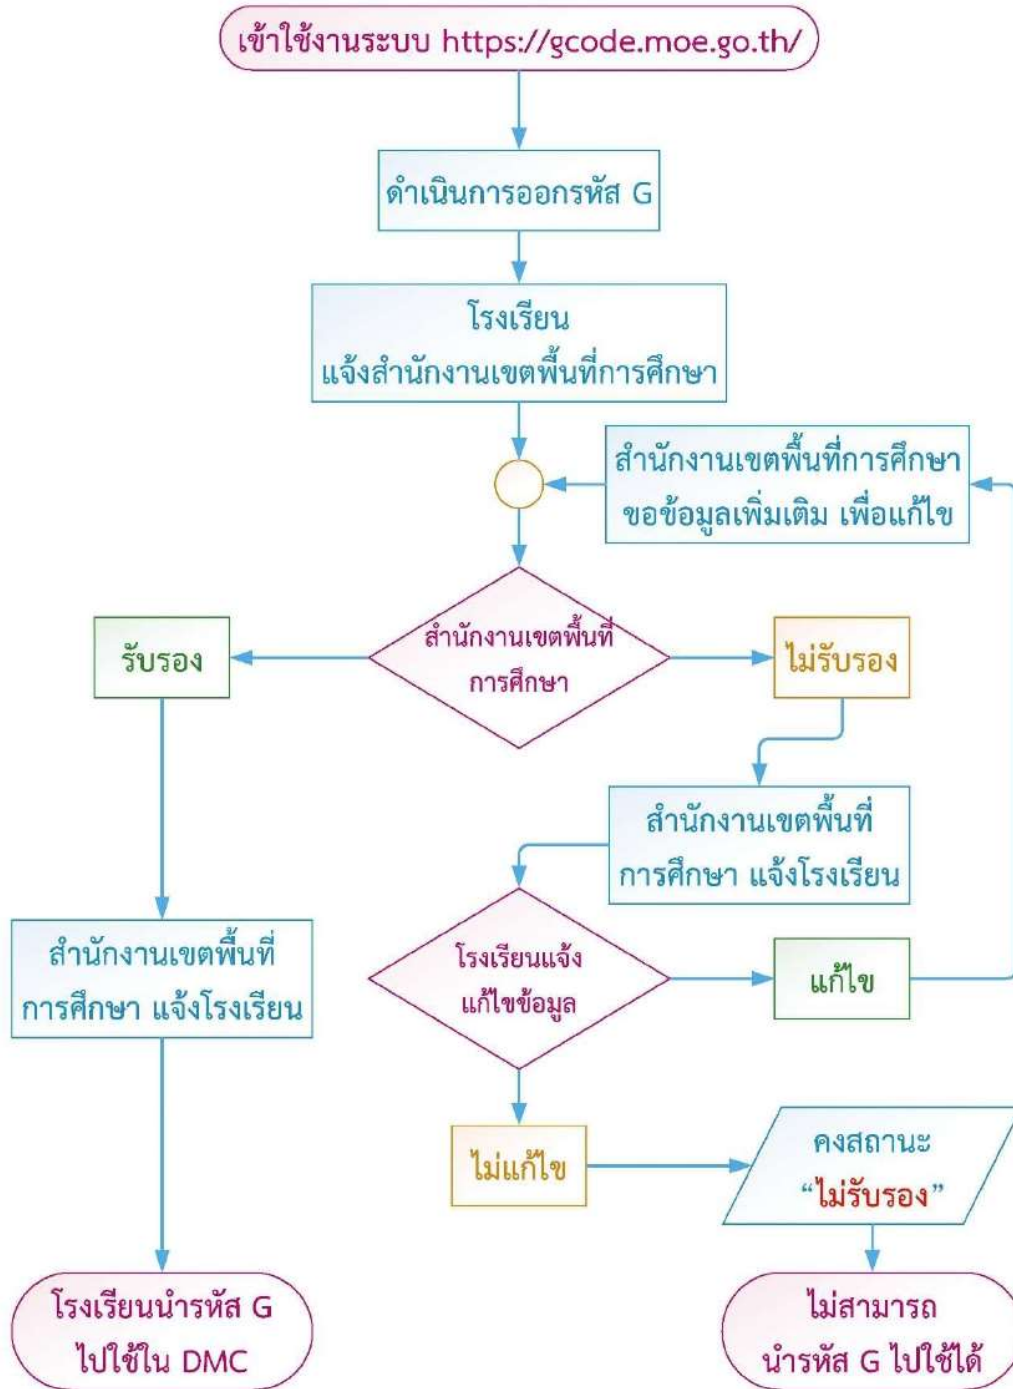 เข้าใช้งานระบบ https://gcode.moe.go.th/
ดำเนินการออกรหัส G
โรงเรียน
แจ้งสำนักงานเขตพื้นที่การศึกษา
สำนักงานเขตพื้นที่การศึกษา
ขอข้อมูลเพิ่มเติม เพื่อแก้ไข
สำนักงานเขตพื้นที่
การศึกษา
รับรอง
ไม่รับรอง
สำนักงานเขตพื้นที่
การศึกษา แจ้งโรงเรียน
สำนักงานเขตพื้นที่
การศึกษา แจ้งโรงเรียน
โรงเรียนแจ้ง
แก้ไขข้อมูล
แก้ไข
ไม่แก้ไข
คงสถานะ
“ไม่รับรอง”
โรงเรียนนำรหัส G
ไปใช้ใน DMC
ไม่สามารถ
นำรหัส G ไปใช้ได้